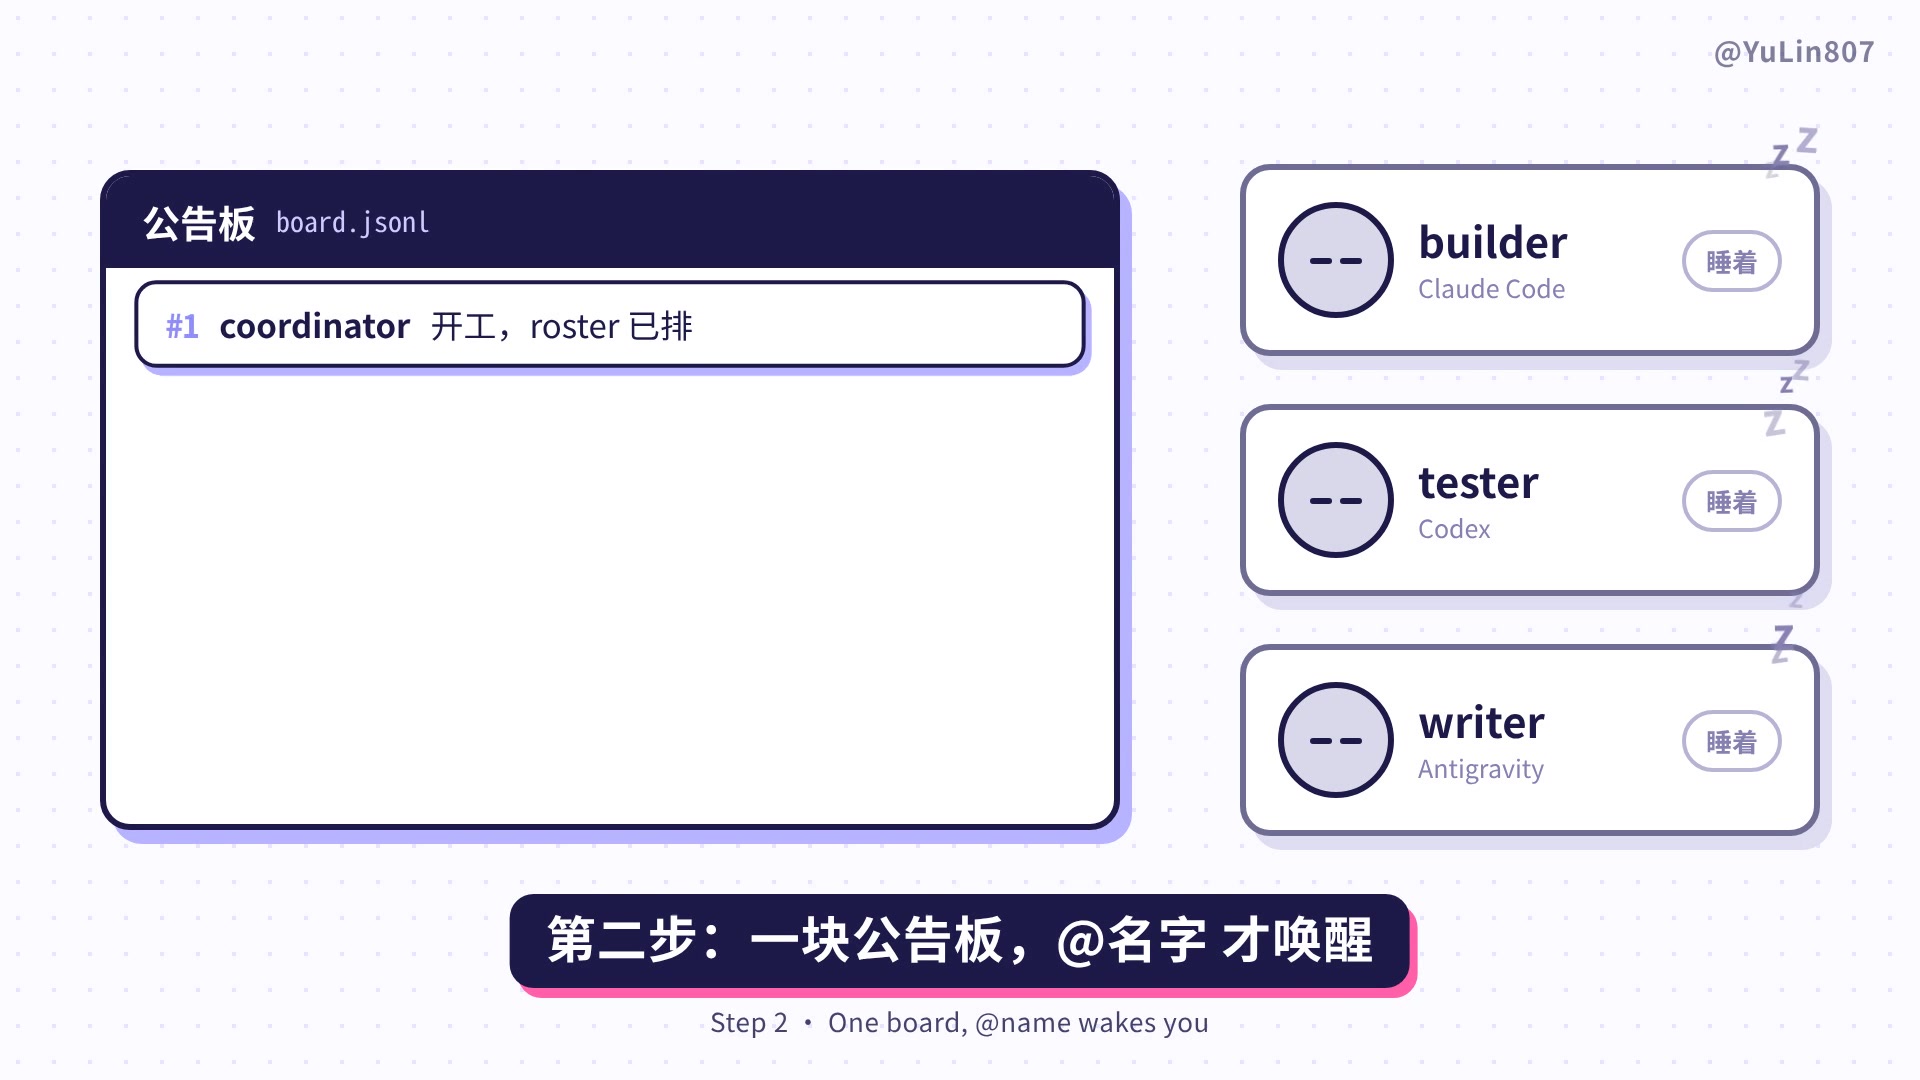 @YuLin807
公告板 board.jsonl
#1 coordinator 开工，roster 已排
z z z
builder
Claude Code
睡着
z z z
tester
Codex
睡着
z z z
writer
Antigravity
睡着
第二步：一块公告板，@名字 才唤醒
Step 2 · One board, @name wakes you